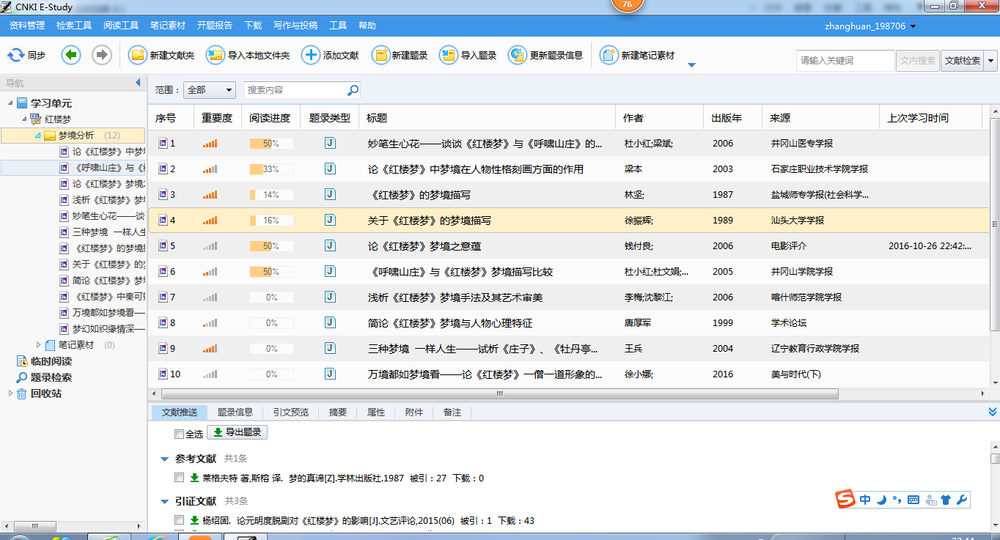 CNKI E-Study
76
资料管理 检索工具 阅读工具 笔记素材 开题报告 下载 写作与投稿 工具 帮助 zhanghuan_198706
同步 新建文献夹 导入本地文件夹 添加文献 新建题录 导入题录 更新题录信息 新建笔记素材 请输入关键词 文内搜索 文献检索
导航
学习单元
红楼梦
梦境分析 (12)
论《红楼梦》中梦
《呼啸山庄》与《
论《红楼梦》梦境
浅析《红楼梦》梦
妙笔生心花——谈
三种梦境 一样人生
《红楼梦》的梦境
关于《红楼梦》的
简论《红楼梦》梦
《红楼梦》中秦可
万境都如梦境看—
梦幻如织缘情深—
笔记素材 (0)
临时阅读
题录检索
回收站
范围: 全部 搜索内容
序号 重要度 阅读进度 题录类型 标题 作者 出版年 来源 上次学习时间
1 50% J 妙笔生心花——谈谈《红楼梦》与《呼啸山庄》的... 杜小红;梁斌; 2006 井冈山医专学报
2 33% J 论《红楼梦》中梦境在人物性格刻画方面的作用 梁本 2003 石家庄职业技术学院学报
3 14% J 《红楼梦》的梦境描写 林坚; 1987 盐城师专学报(社会科学...
4 16% J 关于《红楼梦》的梦境描写 徐振辉; 1989 汕头大学学报
5 50% J 论《红楼梦》梦境之意蕴 钱付良; 2006 电影评介 2016-10-26 22:42:...
6 50% J 《呼啸山庄》与《红楼梦》梦境描写比较 杜小红;杜文娟;... 2005 井冈山学院学报
7 0% J 浅析《红楼梦》梦境手法及其艺术审美 李梅;沈黎江; 2006 喀什师范学院学报
8 0% J 简论《红楼梦》梦境与人物心理特征 唐厚军 1999 学术论坛
9 0% J 三种梦境 一样人生——试析《庄子》、《牡丹亭... 王兵 2004 辽宁教育行政学院学报
10 0% J 万境都如梦境看——论《红楼梦》一僧一道形象的... 徐小娜; 2016 美与时代(下)
文献推送 题录信息 引文预览 摘要 属性 附件 备注
全选 导出题录
参考文献 共1条
莱格夫特 著,斯榕 译. 梦的真谛[Z].学林出版社.1987 被引:27 下载:0
引证文献 共3条
杨绍固. 论元明度脱剧对《红楼梦》的影响[J].文艺评论,2015(06) 被引:1 下载:43
S 中